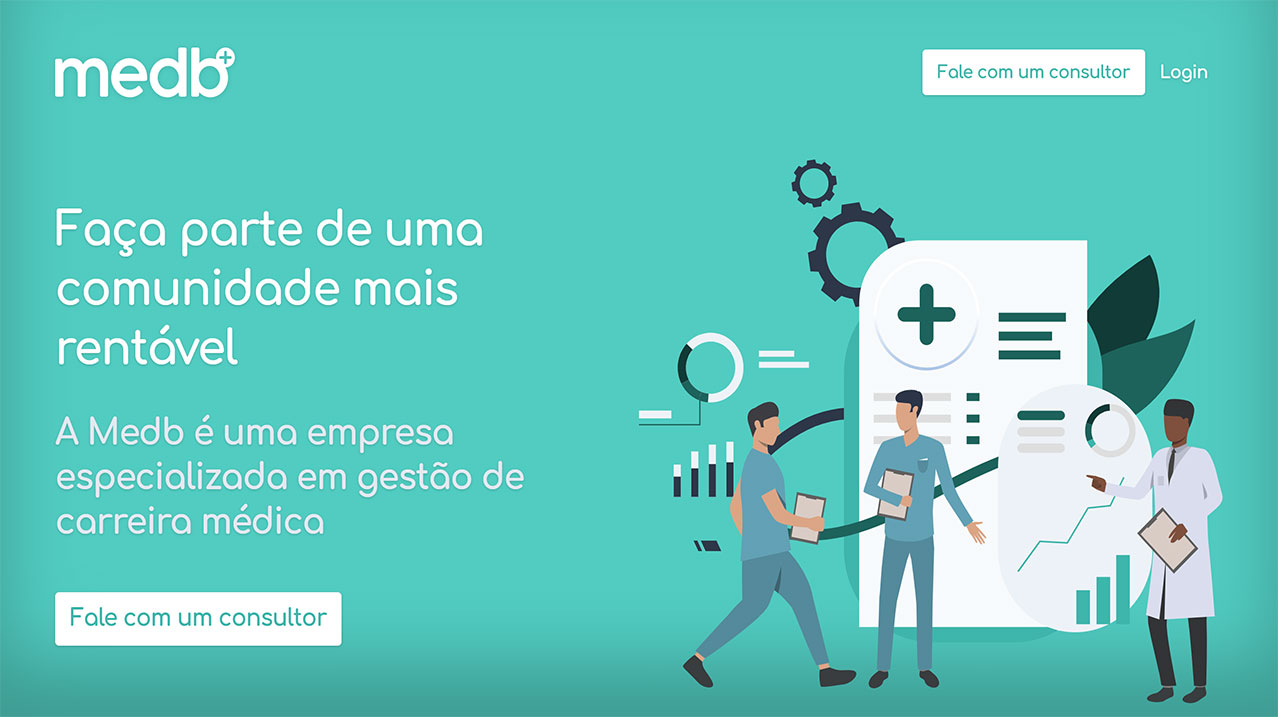 medb
Fale com um consultor
Login
Faça parte de uma
comunidade mais
rentável
A Medb é uma empresa
especializada em gestão de
carreira médica
Fale com um consultor